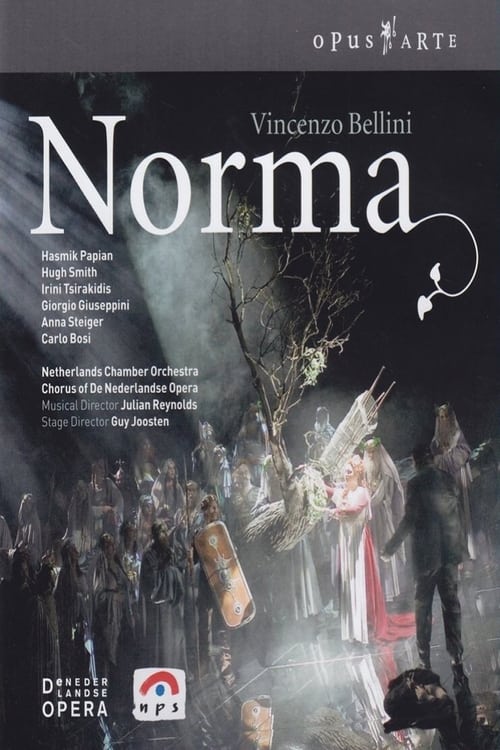 OPUS ARTE
Vincenzo Bellini
Norma
Hasmik Papian
Hugh Smith
Irini Tsirakidis
Giorgio Giuseppini
Anna Steiger
Carlo Bosi
Netherlands Chamber Orchestra
Chorus of De Nederlandse Opera
Musical Director Julian Reynolds
Stage Director Guy Joosten
De NEDER
LANDSE
OPERA
nps